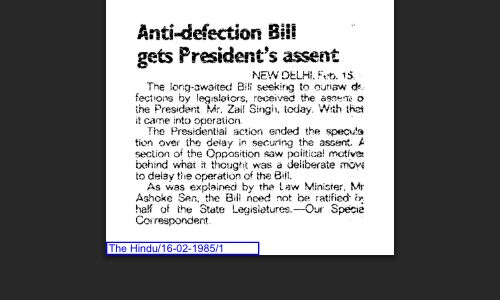 Anti-defection Bill
gets President's assent
NEW DELHI, Feb. 15.
The long-awaited Bill seeking to outlaw de-
fections by legislators, received the assent o
the President, Mr. Zail Singh, today. With that
it came into operation.
The Presidential action ended the specula
tion over the delay in securing the assent. A
section of the Opposition saw political motive
behind what it thought was a deliberate move
to delay the operation of the Bill.
As was explained by the Law Minister, Mr
Ashoke Sen, the Bill need not be ratified by
half of the State Legislatures.—Our Special
Correspondent.
The Hindu/16-02-1985/1